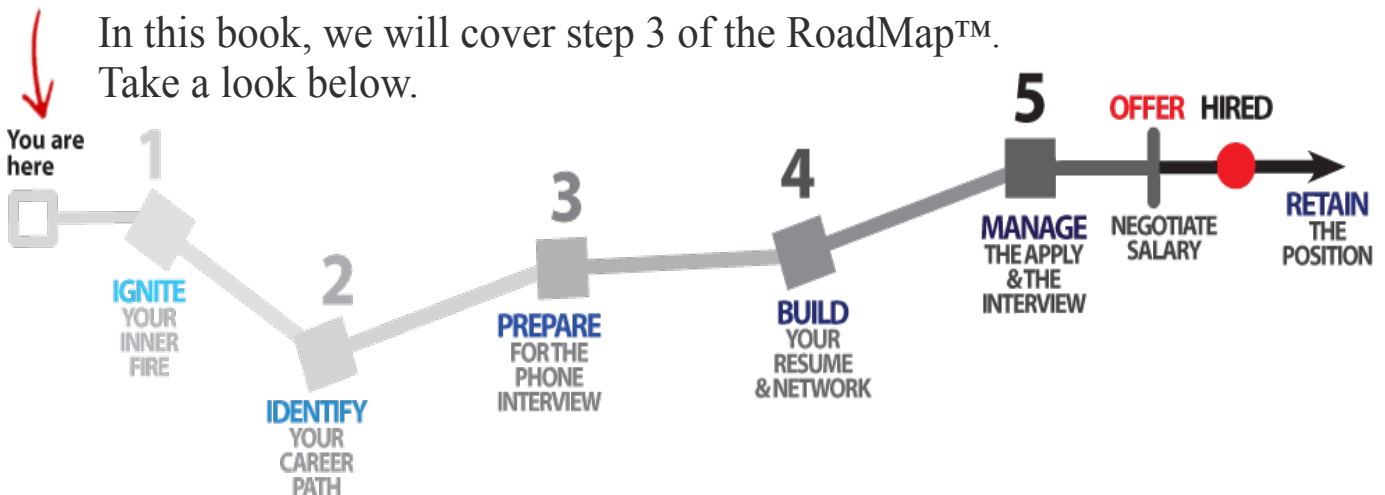 In this book, we will cover step 3 of the RoadMap™.
Take a look below.
You are
here
1
IGNITE
YOUR
INNER
FIRE
2
IDENTIFY
YOUR
CAREER
PATH
3
PREPARE
FOR THE
PHONE
INTERVIEW
4
BUILD
YOUR
RESUME
& NETWORK
5
MANAGE
THE APPLY
& THE
INTERVIEW
OFFER
NEGOTIATE
SALARY
HIRED
RETAIN
THE
POSITION